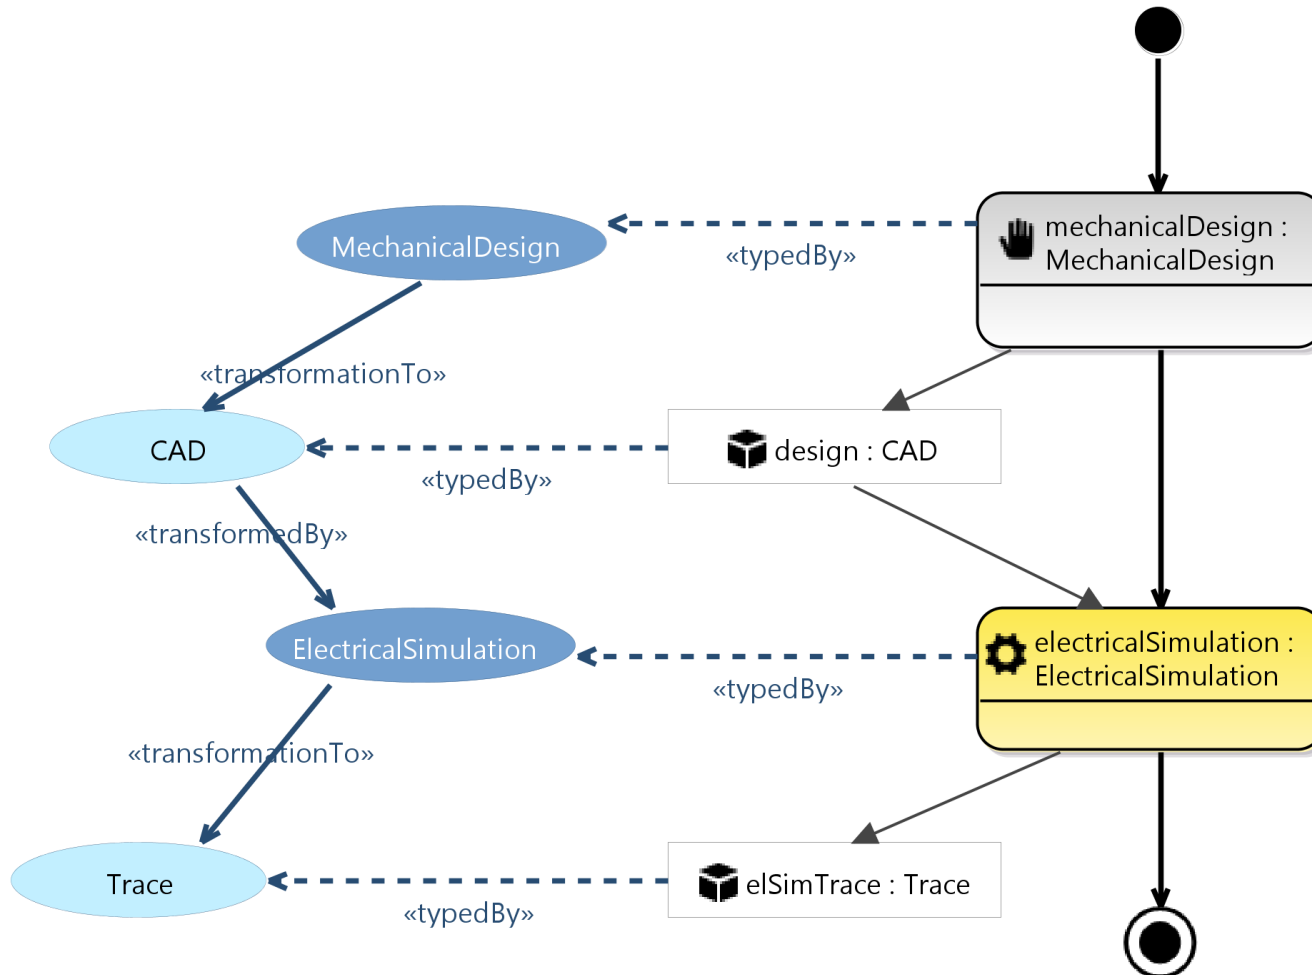 mechanicalDesign :
MechanicalDesign
MechanicalDesign
«typedBy»
«transformationTo»
CAD
design : CAD
«typedBy»
«transformedBy»
electricalSimulation :
ElectricalSimulation
ElectricalSimulation
«typedBy»
«transformationTo»
Trace
elSimTrace : Trace
«typedBy»